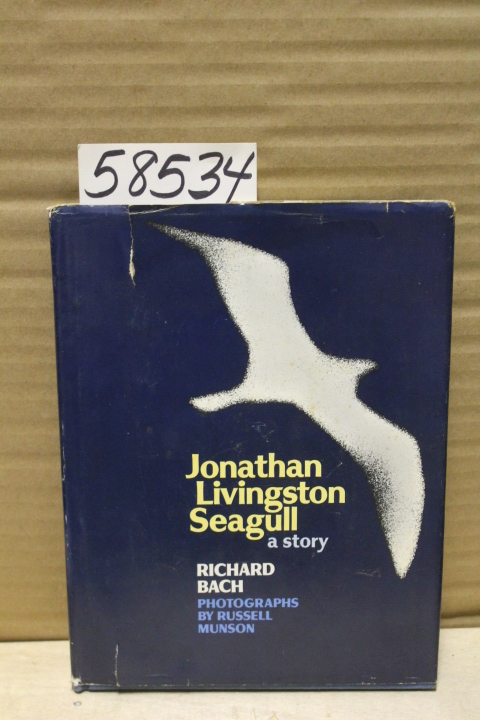 58534
Jonathan
Livingston
Seagull
a story
RICHARD
BACH
PHOTOGRAPHS
BY RUSSELL
MUNSON